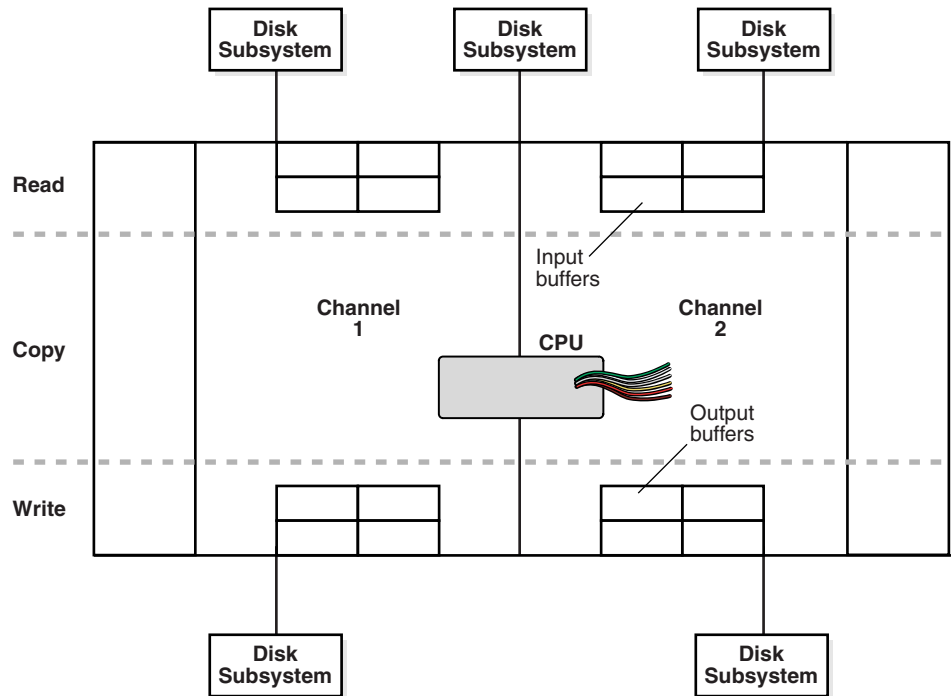 Disk
Subsystem
Disk
Subsystem
Disk
Subsystem
Read
Input
buffers
Channel
1
Channel
2
Copy
CPU
Output
buffers
Write
Disk
Subsystem
Disk
Subsystem